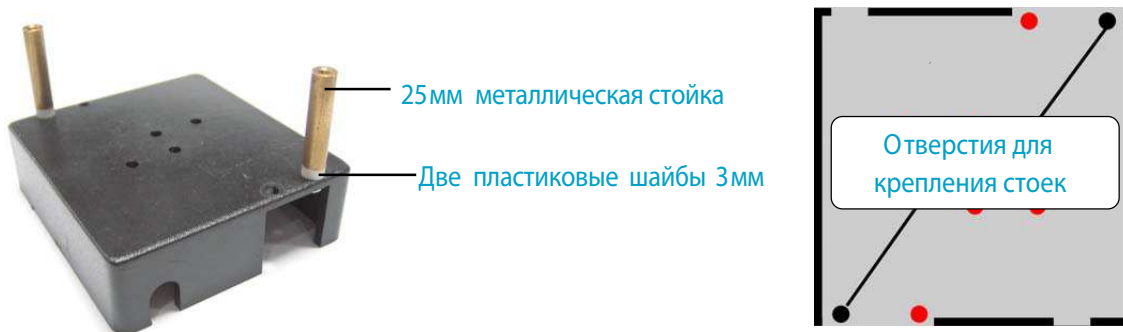 25мм металлическая стойка
Две пластиковые шайбы 3мм
Отверстия для
крепления стоек